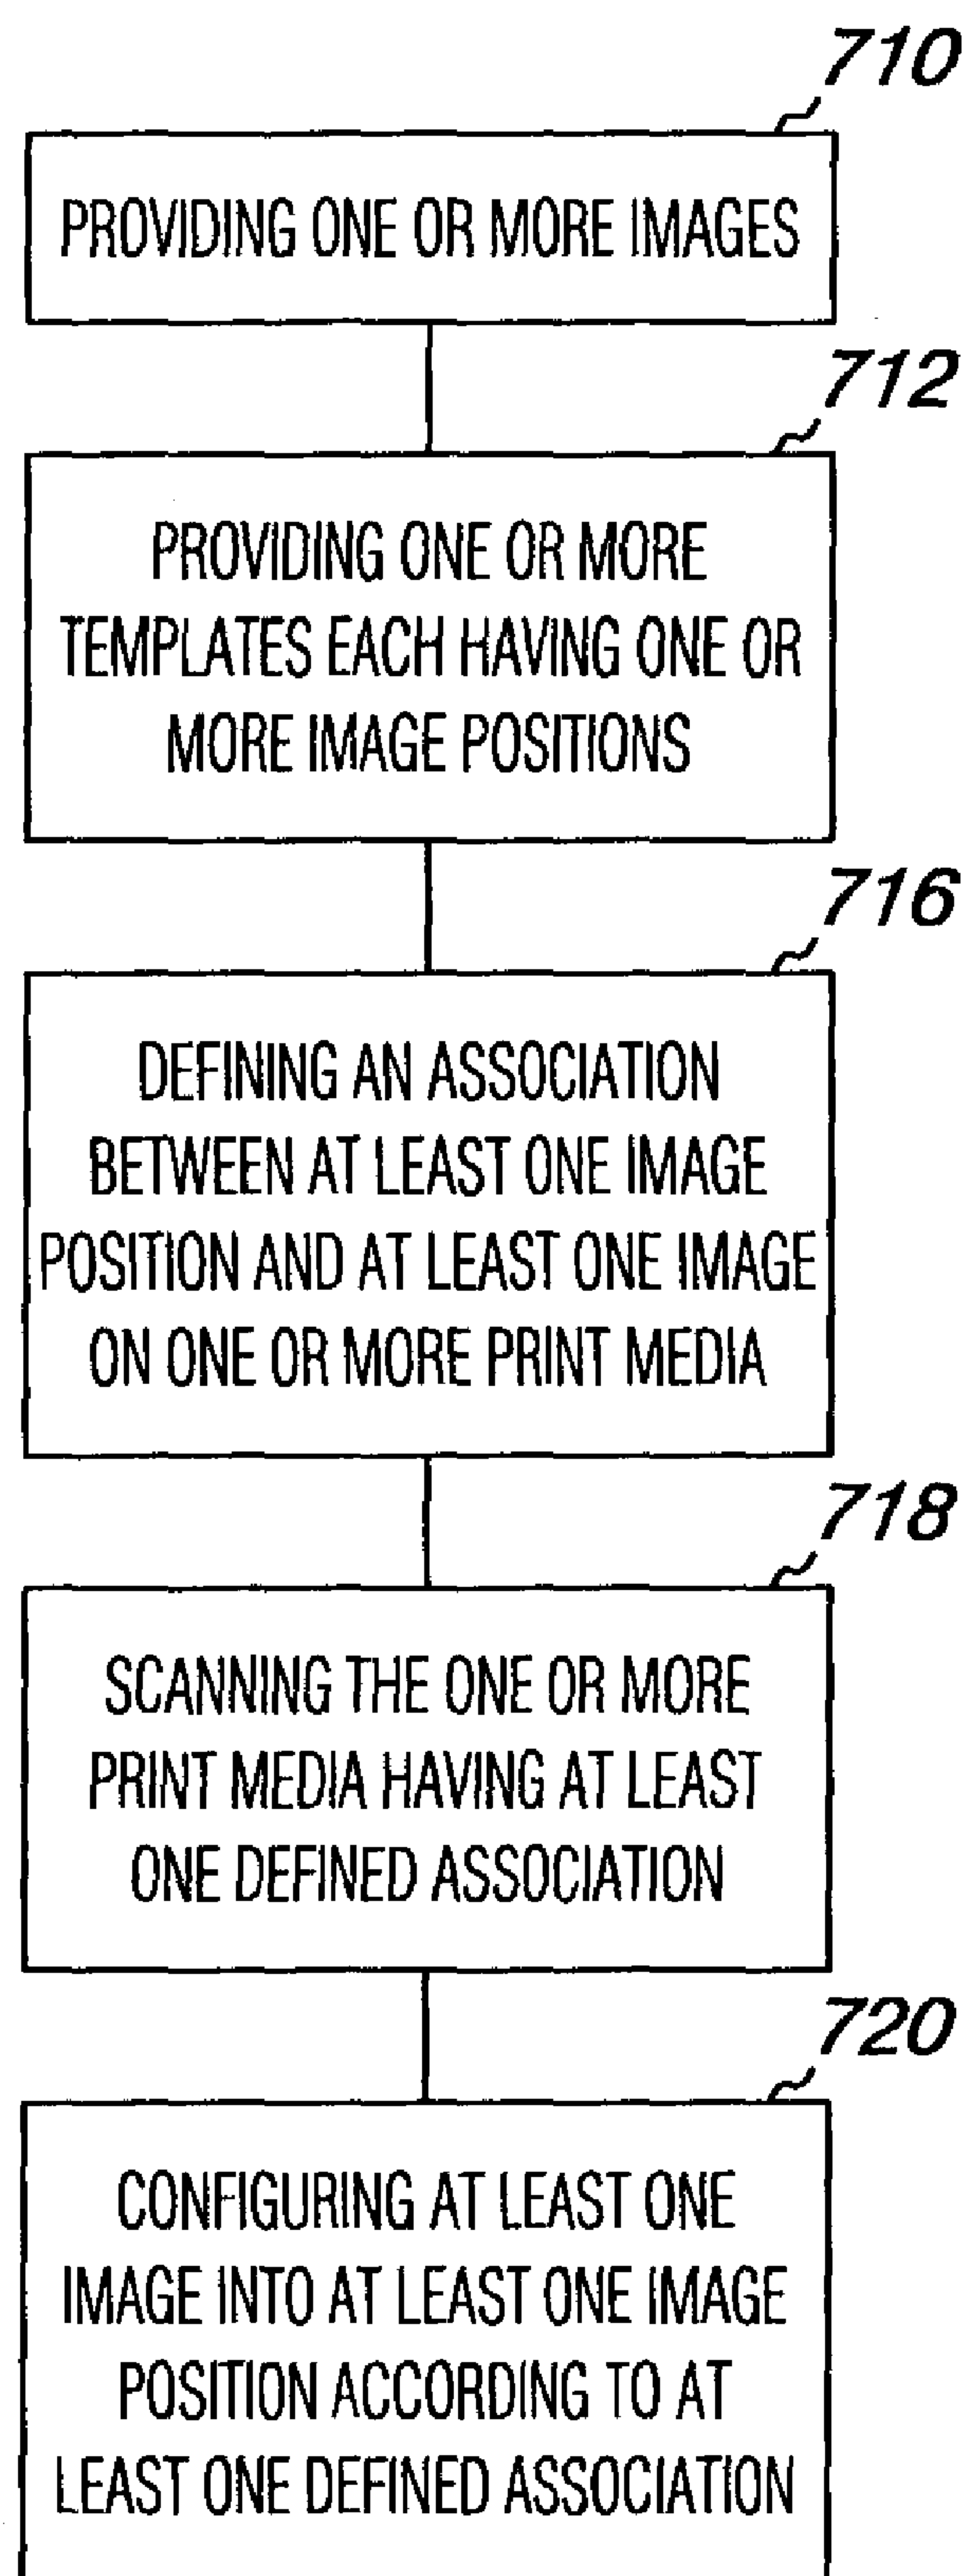 710
PROVIDING ONE OR MORE IMAGES
712
PROVIDING ONE OR MORE
TEMPLATES EACH HAVING ONE OR
MORE IMAGE POSITIONS
716
DEFINING AN ASSOCIATION
BETWEEN AT LEAST ONE IMAGE
POSITION AND AT LEAST ONE IMAGE
ON ONE OR MORE PRINT MEDIA
718
SCANNING THE ONE OR MORE
PRINT MEDIA HAVING AT LEAST
ONE DEFINED ASSOCIATION
720
CONFIGURING AT LEAST ONE
IMAGE INTO AT LEAST ONE IMAGE
POSITION ACCORDING TO AT
LEAST ONE DEFINED ASSOCIATION